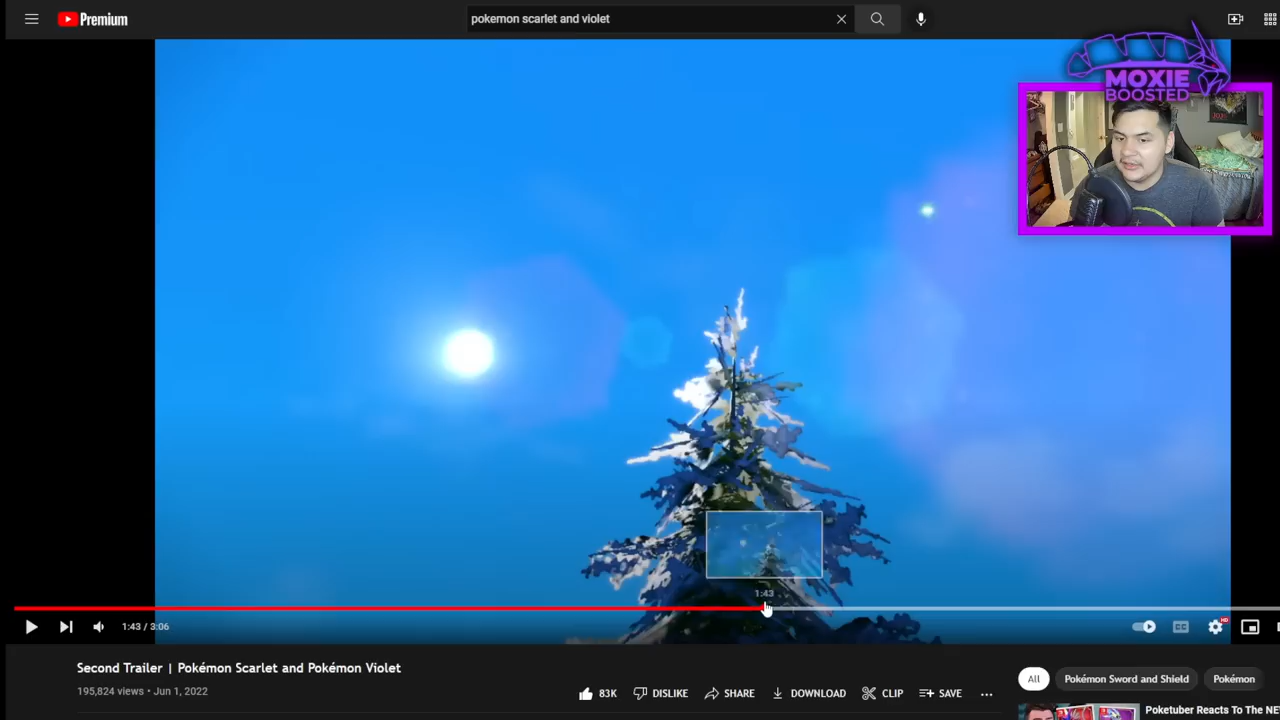 Premium
pokemon scarlet and violet
MOXIE
BOOSTED
1:43
1:43 / 3:06
CC
HD
Second Trailer | Pokémon Scarlet and Pokémon Violet
195,824 views • Jun 1, 2022
83K
DISLIKE
SHARE
DOWNLOAD
CLIP
SAVE
All
Pokémon Sword and Shield
Pokémon
Poketuber Reacts To The NE